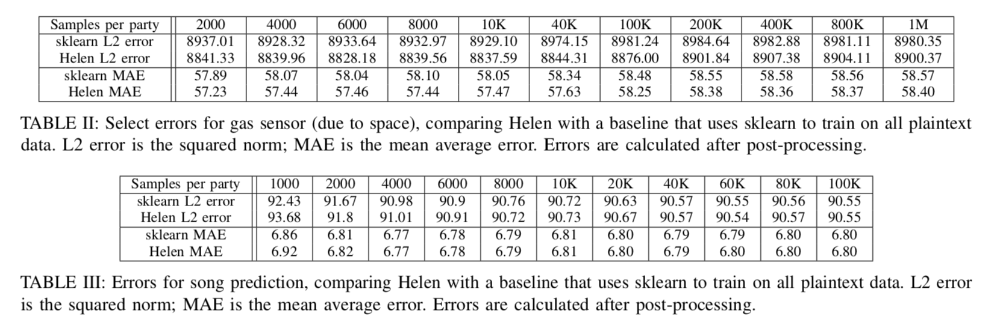 Samples per party 2000 4000 6000 8000 10K 40K 100K 200K 400K 800K 1M
sklearn L2 error 8937.01 8928.32 8933.64 8932.97 8929.10 8974.15 8981.24 8984.64 8982.88 8981.11 8980.35
Helen L2 error 8841.33 8839.96 8828.18 8839.56 8837.59 8844.31 8876.00 8901.84 8907.38 8904.11 8900.37
sklearn MAE 57.89 58.07 58.04 58.10 58.05 58.34 58.48 58.55 58.58 58.56 58.57
Helen MAE 57.23 57.44 57.46 57.44 57.47 57.63 58.25 58.38 58.36 58.37 58.40
TABLE II: Select errors for gas sensor (due to space), comparing Helen with a baseline that uses sklearn to train on all plaintext
data. L2 error is the squared norm; MAE is the mean average error. Errors are calculated after post-processing.
Samples per party 1000 2000 4000 6000 8000 10K 20K 40K 60K 80K 100K
sklearn L2 error 92.43 91.67 90.98 90.9 90.76 90.72 90.63 90.57 90.55 90.56 90.55
Helen L2 error 93.68 91.8 91.01 90.91 90.72 90.73 90.67 90.57 90.54 90.57 90.55
sklearn MAE 6.86 6.81 6.77 6.78 6.79 6.81 6.80 6.79 6.79 6.80 6.80
Helen MAE 6.92 6.82 6.77 6.78 6.79 6.81 6.80 6.79 6.80 6.80 6.80
TABLE III: Errors for song prediction, comparing Helen with a baseline that uses sklearn to train on all plaintext data. L2 error
is the squared norm; MAE is the mean average error. Errors are calculated after post-processing.